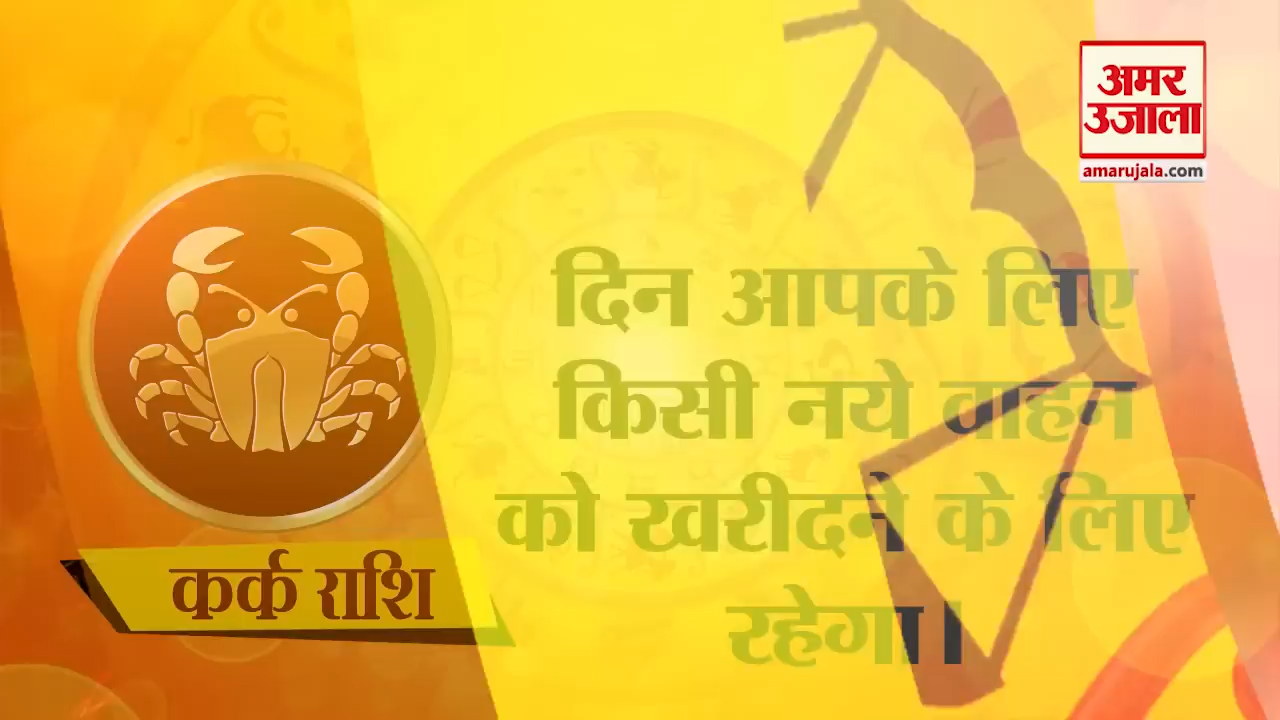 अमर
उजाला
amarujala.com
दिन आपके लिए
किसी नये वाहन
को खरीदने के लिए
रहेगा।
कर्क राशि